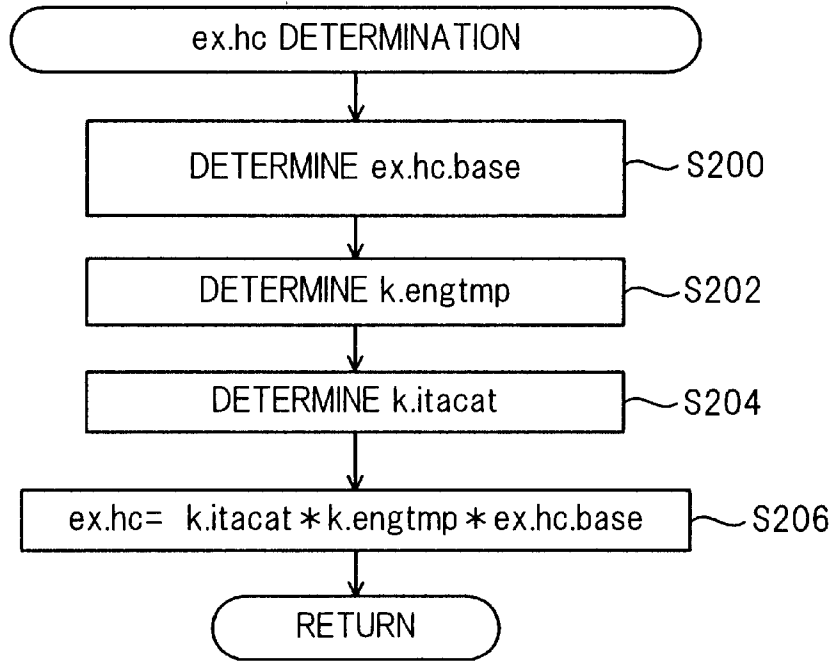 ex.hc DETERMINATION
DETERMINE ex.hc.base
S200
DETERMINE k.engtmp
S202
DETERMINE k.itacat
S204
ex.hc= k.itacat*k.engtmp*ex.hc.base
S206
RETURN